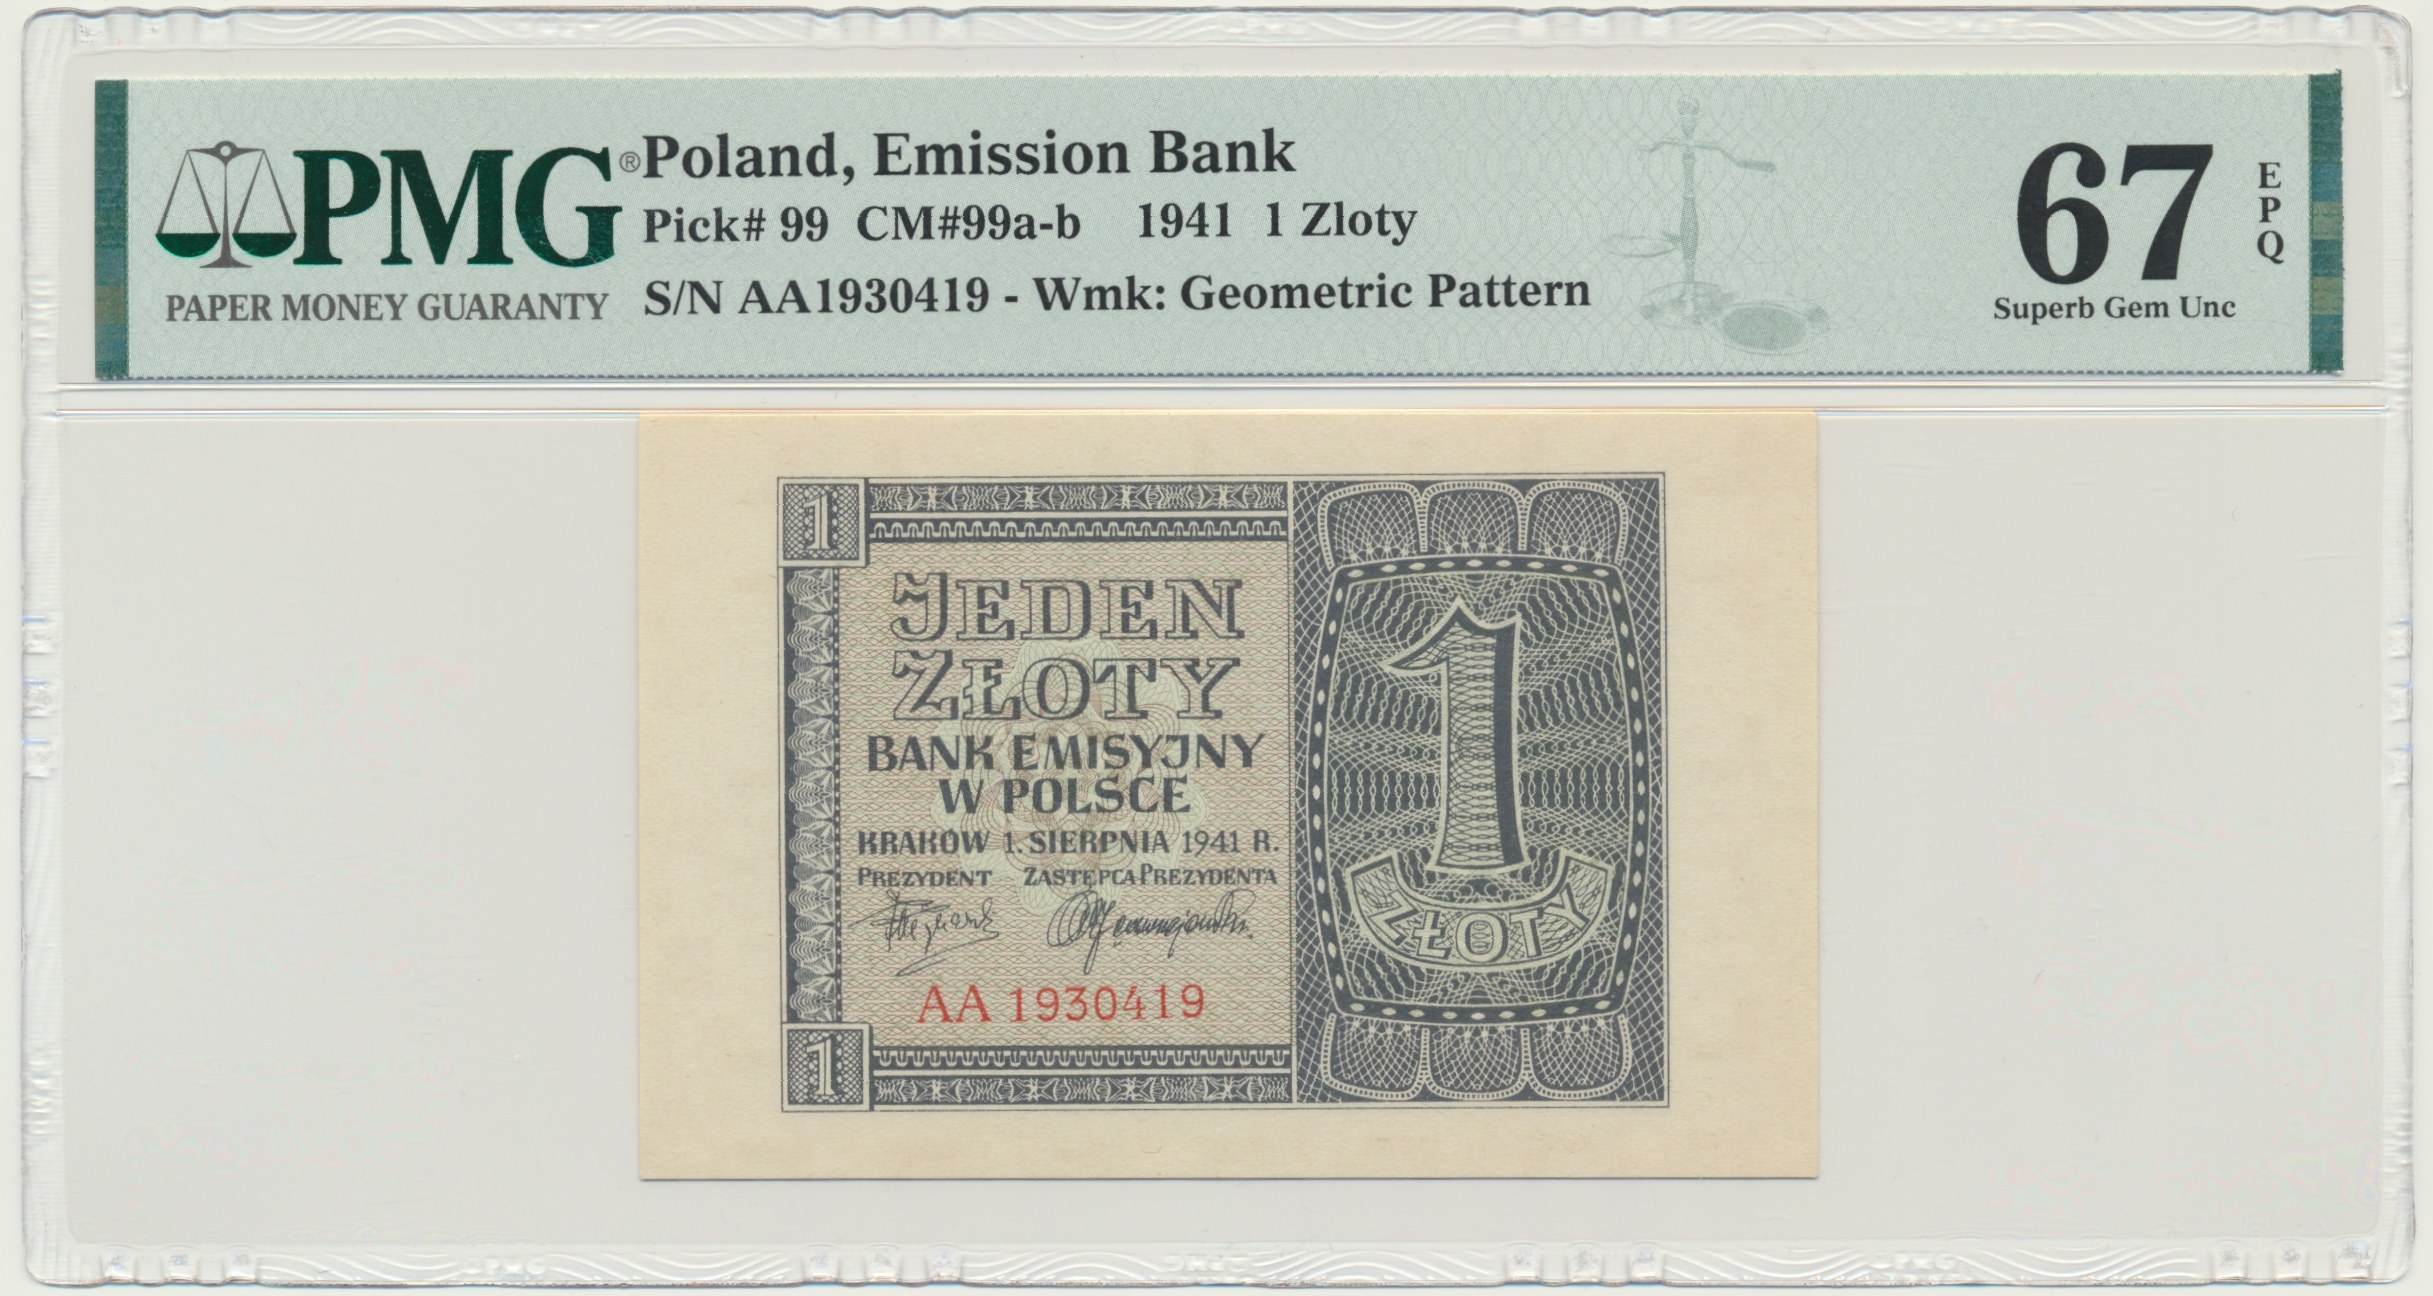 PMG®
PAPER MONEY GUARANTY
Poland, Emission Bank
Pick# 99 CM#99a-b 1941 1 Zloty
S/N AA1930419 - Wmk: Geometric Pattern
67
EPQ
Superb Gem Unc
1
JEDEN
ZŁOTY
BANK EMISYJNY
W POLSCE
KRAKÓW 1. SIERPNIA 1941 R.
PREZYDENT ZASTĘPCA PREZYDENTA
AA 1930419
1
1
ZŁOTY
PMG
PMG